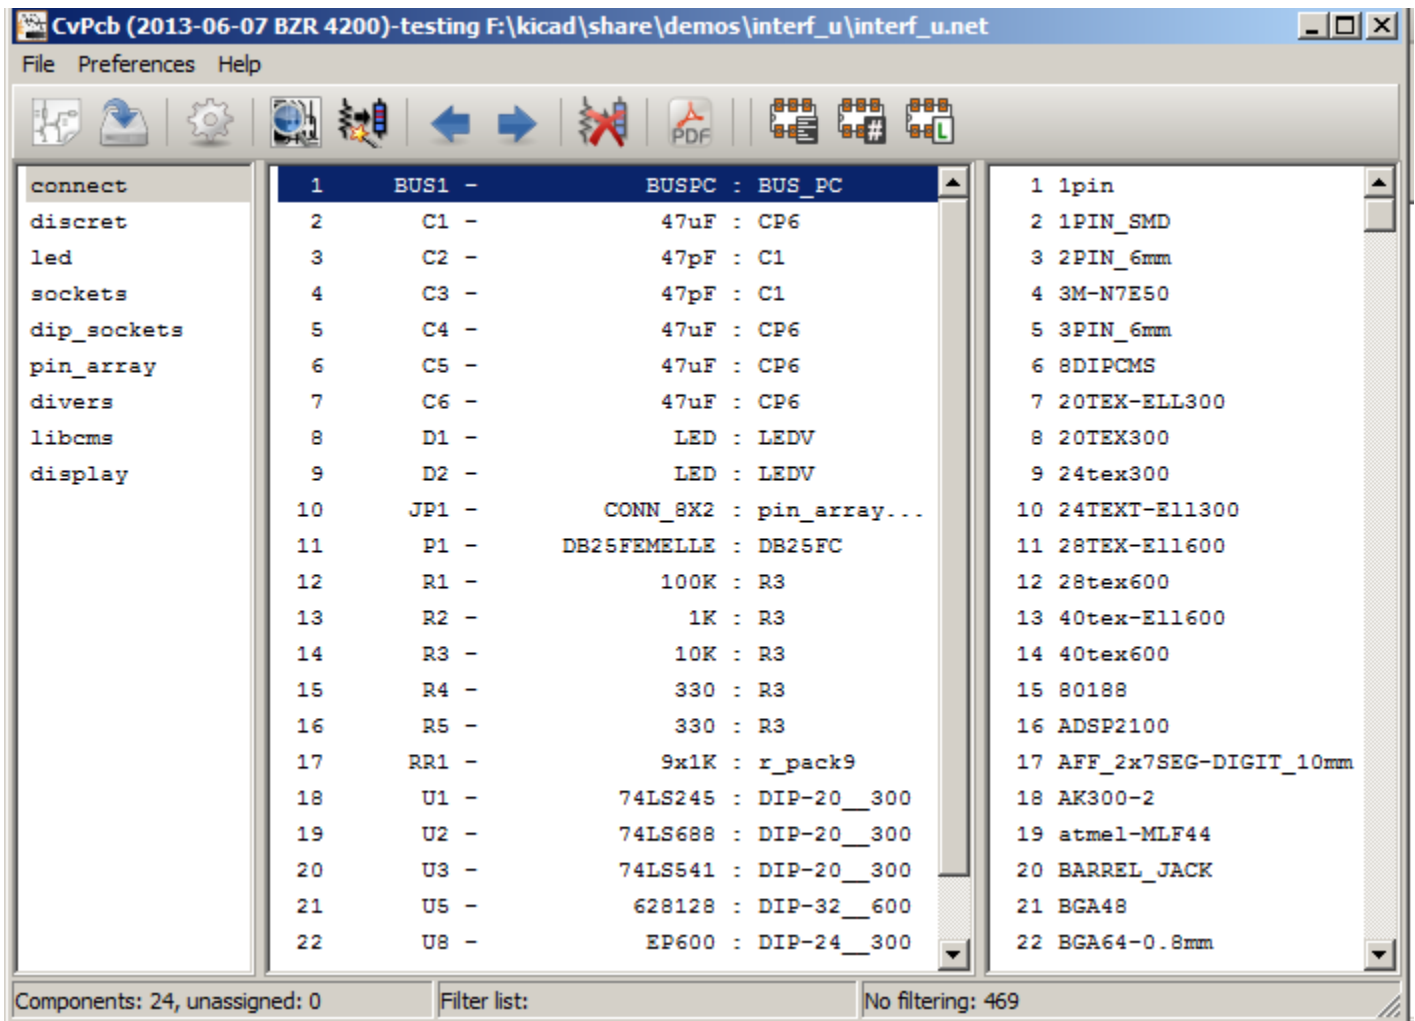 CvPcb (2013-06-07 BZR 4200)-testing F:\kicad\share\demos\interf_u\interf_u.net
File Preferences Help
PDF # L
connect
discret
led
sockets
dip_sockets
pin_array
divers
libcms
display
1 BUS1 - BUSPC : BUS_PC
2 C1 - 47uF : CP6
3 C2 - 47pF : C1
4 C3 - 47pF : C1
5 C4 - 47uF : CP6
6 C5 - 47uF : CP6
7 C6 - 47uF : CP6
8 D1 - LED : LEDV
9 D2 - LED : LEDV
10 JP1 - CONN_8X2 : pin_array...
11 P1 - DB25FEMELLE : DB25FC
12 R1 - 100K : R3
13 R2 - 1K : R3
14 R3 - 10K : R3
15 R4 - 330 : R3
16 R5 - 330 : R3
17 RR1 - 9x1K : r_pack9
18 U1 - 74LS245 : DIP-20__300
19 U2 - 74LS688 : DIP-20__300
20 U3 - 74LS541 : DIP-20__300
21 U5 - 628128 : DIP-32__600
22 U8 - EP600 : DIP-24__300
1 1pin
2 1PIN_SMD
3 2PIN_6mm
4 3M-N7E50
5 3PIN_6mm
6 8DIPCMS
7 20TEX-ELL300
8 20TEX300
9 24tex300
10 24TEXT-Ell300
11 28TEX-Ell600
12 28tex600
13 40tex-Ell600
14 40tex600
15 80188
16 ADSP2100
17 AFF_2x7SEG-DIGIT_10mm
18 AK300-2
19 atmel-MLF44
20 BARREL_JACK
21 BGA48
22 BGA64-0.8mm
Components: 24, unassigned: 0
Filter list:
No filtering: 469